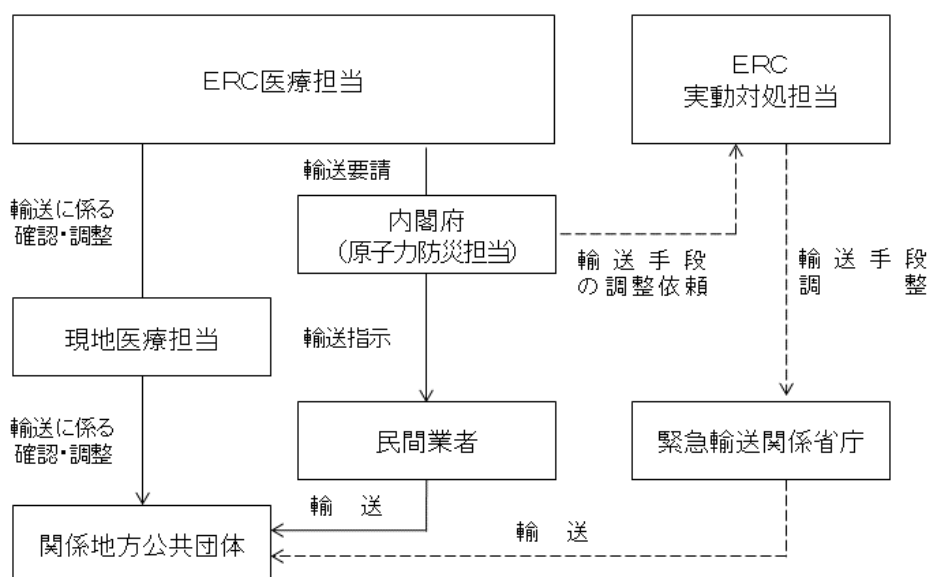 ERC医療担当
ERC
実動対処担当
輸送要請
輸送に係る
確認・調整
内閣府
(原子力防災担当)
輸送手段
の調整依頼
輸送手段
調整
現地医療担当
輸送指示
輸送に係る
確認・調整
民間業者
緊急輸送関係省庁
輸送
輸送
関係地方公共団体